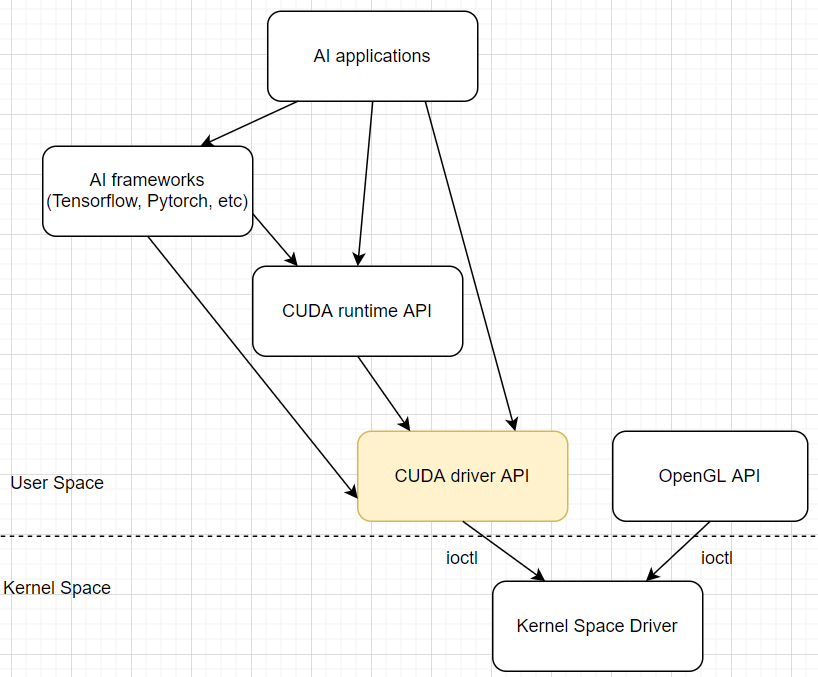 AI applications
AI frameworks
(Tensorflow, Pytorch, etc)
CUDA runtime API
CUDA driver API
OpenGL API
User Space
ioctl
ioctl
Kernel Space
Kernel Space Driver